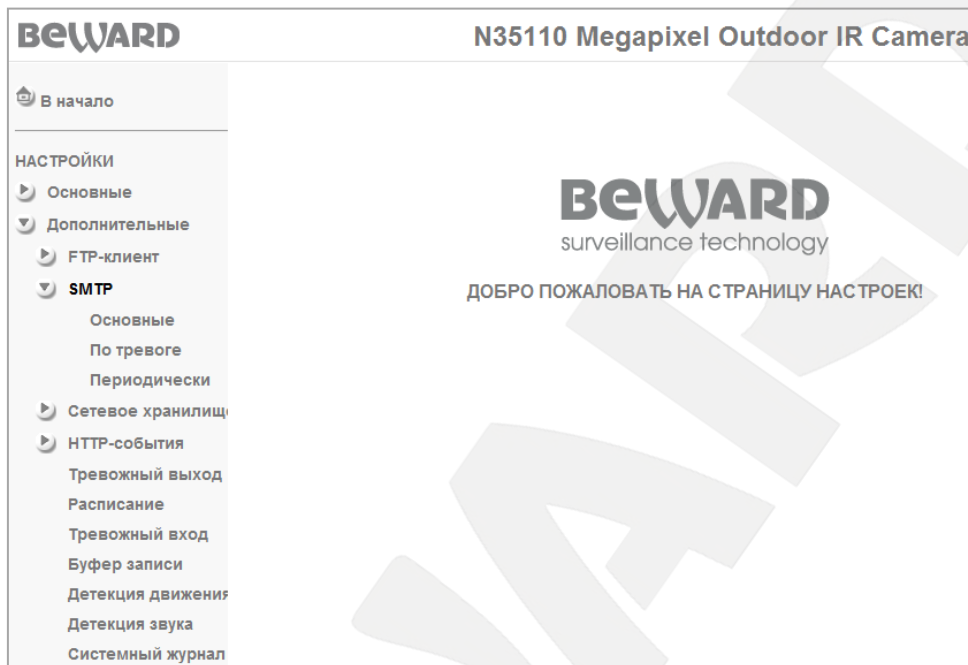 BEWARD
N35110 Megapixel Outdoor IR Camera
В начало
НАСТРОЙКИ
Основные
Дополнительные
FTP-клиент
SMTP
Основные
По тревоге
Периодически
Сетевое хранилищ
HTTP-события
Тревожный выход
Расписание
Тревожный вход
Буфер записи
Детекция движения
Детекция звука
Системный журнал
BEWARD
surveillance technology
ДОБРО ПОЖАЛОВАТЬ НА СТРАНИЦУ НАСТРОЕК!